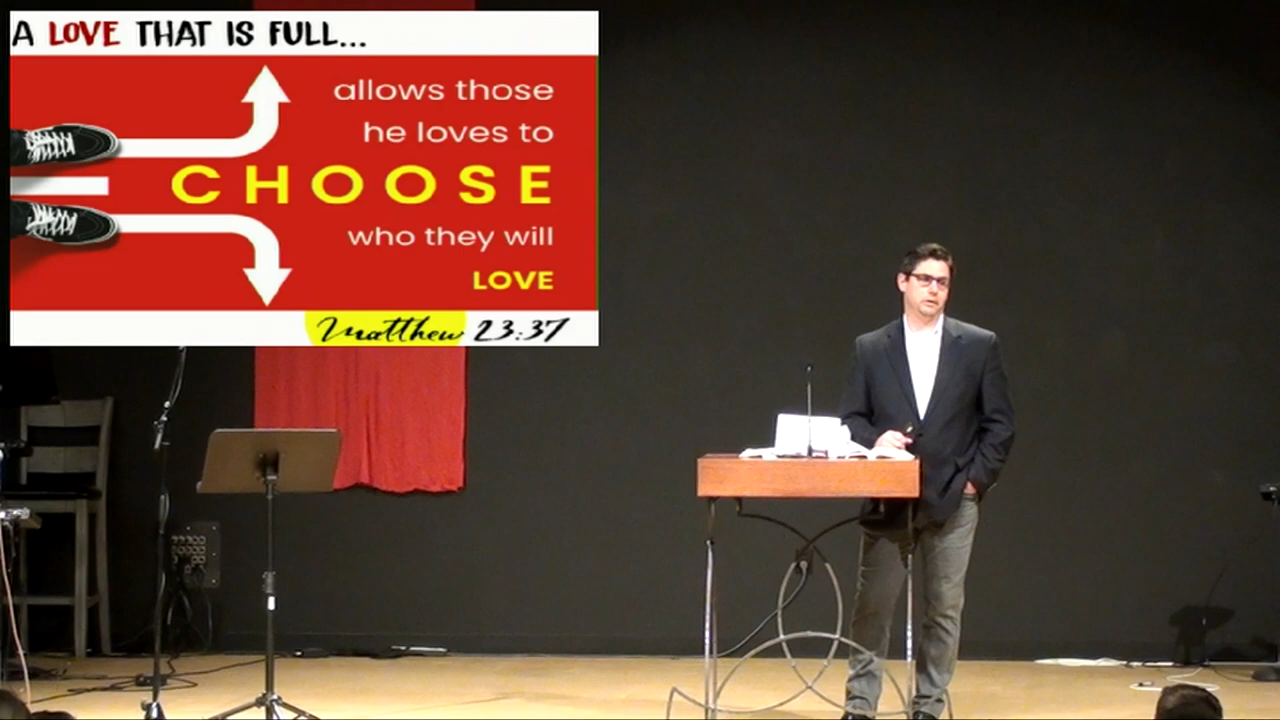 A LOVE THAT IS FULL...
allows those
he loves to
CHOOSE
who they will
LOVE
Matthew 23:37